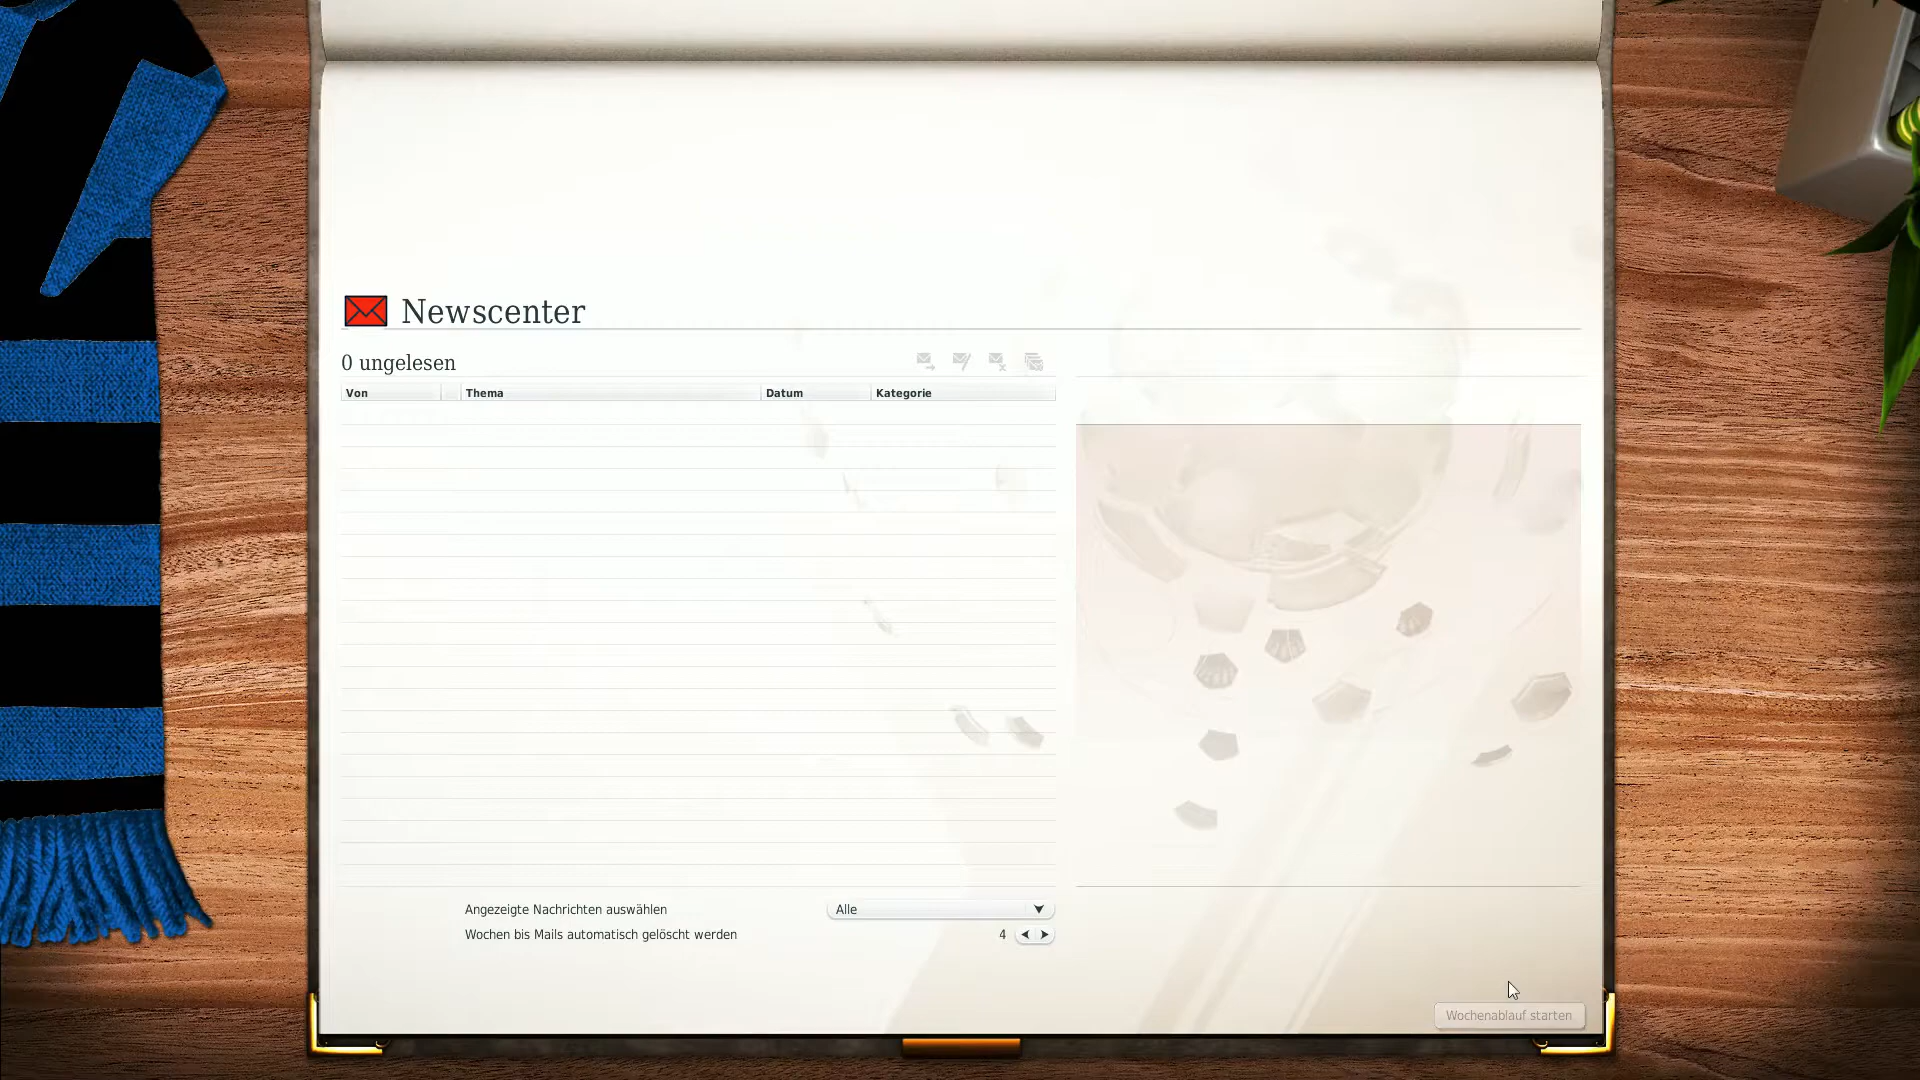 Newscenter
0 ungelesen
Von Thema Datum Kategorie
Angezeigte Nachrichten auswählen Alle
Wochen bis Mails automatisch gelöscht werden 4
Wochenablauf starten